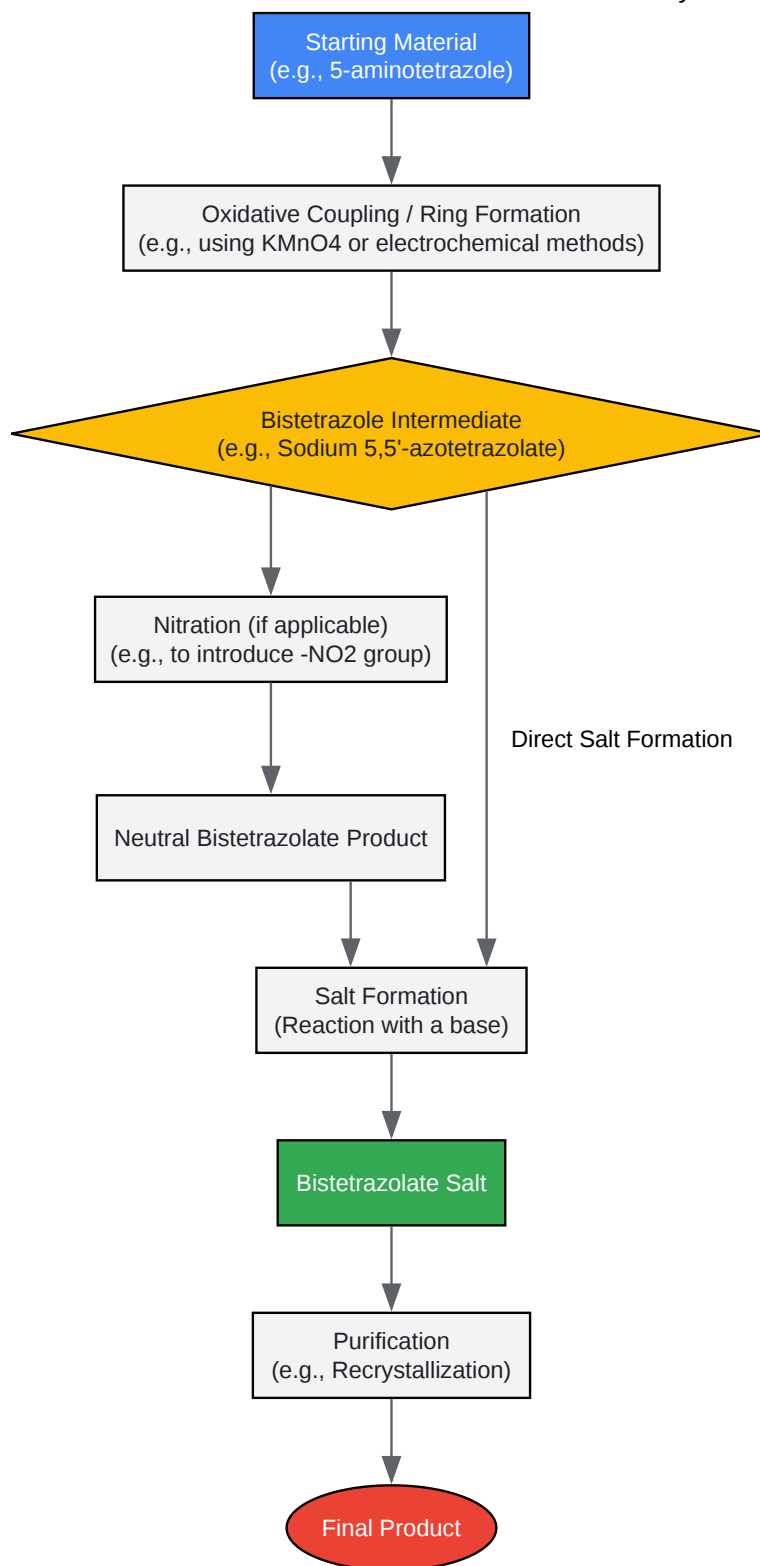 Starting Material
(e.g., 5-aminotetrazole)
Oxidative Coupling / Ring Formation
(e.g., using KMnO4 or electrochemical methods)
Bistetrazole Intermediate
(e.g., Sodium 5,5'-azotetrazolate)
Nitration (if applicable)
(e.g., to introduce -NO2 group)
Direct Salt Formation
Neutral Bistetrazolate Product
Salt Formation
(Reaction with a base)
Bistetrazolate Salt
Purification
(e.g., Recrystallization)
Final Product